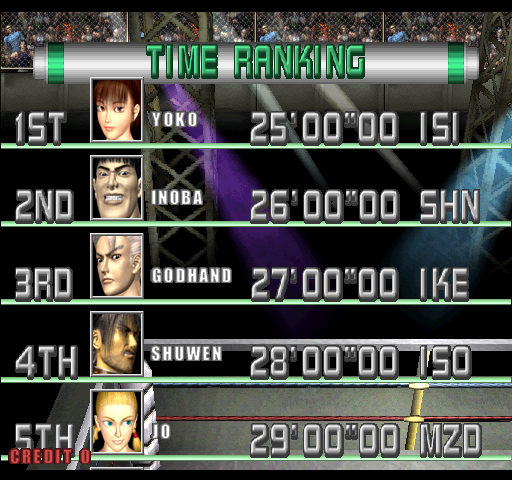 TIME RANKING
1ST YOKO 25'00"00 ISI
2ND INOBA 26'00"00 SHN
3RD GODHAND 27'00"00 IKE
4TH SHUWEN 28'00"00 ISO
5TH JO 29'00"00 MZD
CREDIT 0